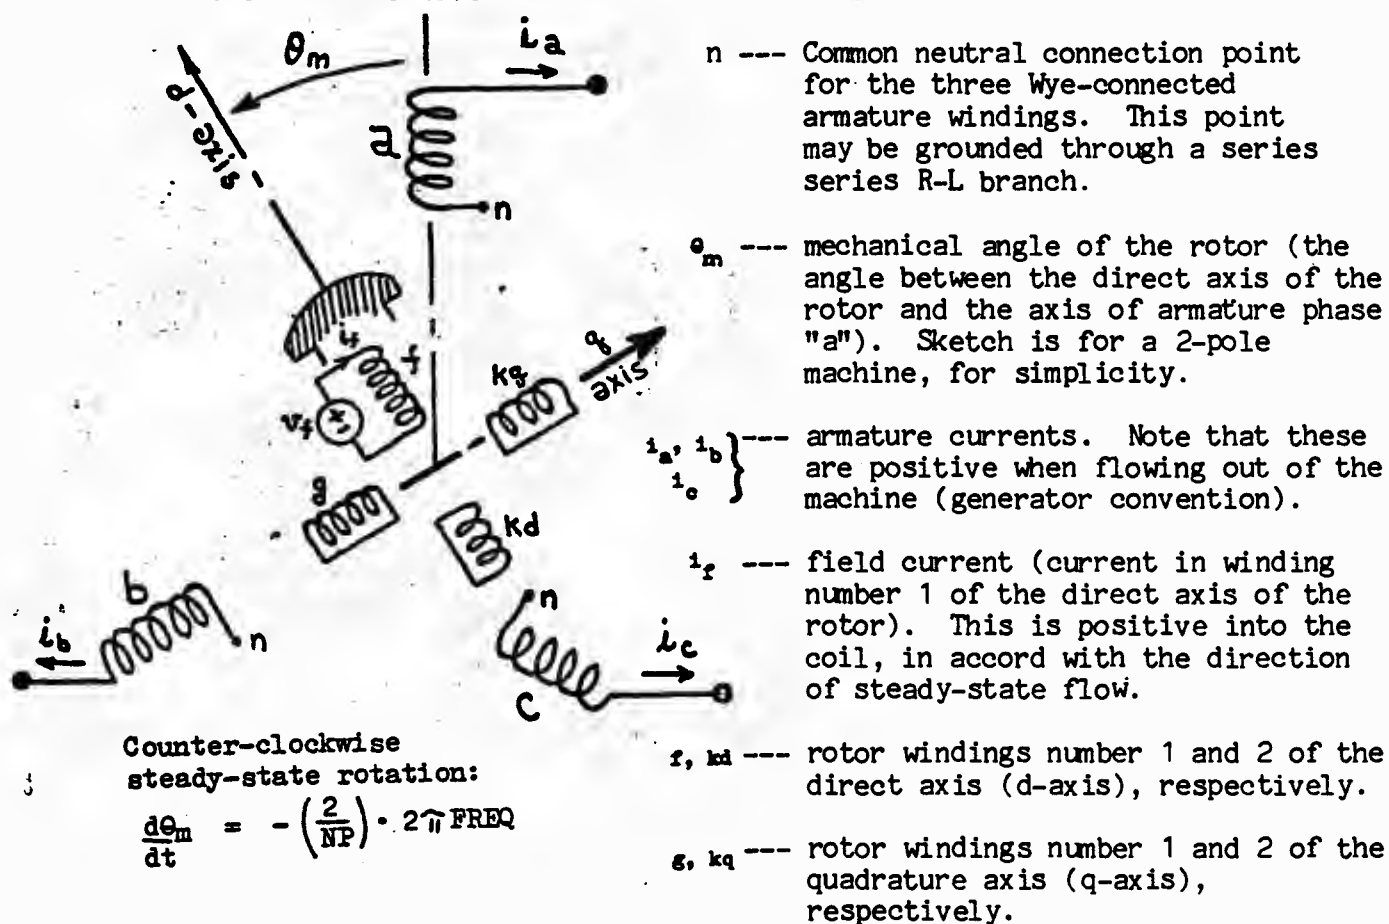 θm
d-axis
ia
a
n
if
f
vf
+
-
kq
q
axis
g
kd
b
ib
n
n
ic
c
Counter-clockwise
steady-state rotation:
dθm/dt = - (2/NP) · 2π FREQ
n --- Common neutral connection point
for the three Wye-connected
armature windings. This point
may be grounded through a series
series R-L branch.
θm --- mechanical angle of the rotor (the
angle between the direct axis of the
rotor and the axis of armature phase
"a"). Sketch is for a 2-pole
machine, for simplicity.
ia, ib --- armature currents. Note that these
ic } are positive when flowing out of the
machine (generator convention).
if --- field current (current in winding
number 1 of the direct axis of the
rotor). This is positive into the
coil, in accord with the direction
of steady-state flow.
f, kd --- rotor windings number 1 and 2 of the
direct axis (d-axis), respectively.
g, kq --- rotor windings number 1 and 2 of the
quadrature axis (q-axis),
respectively.